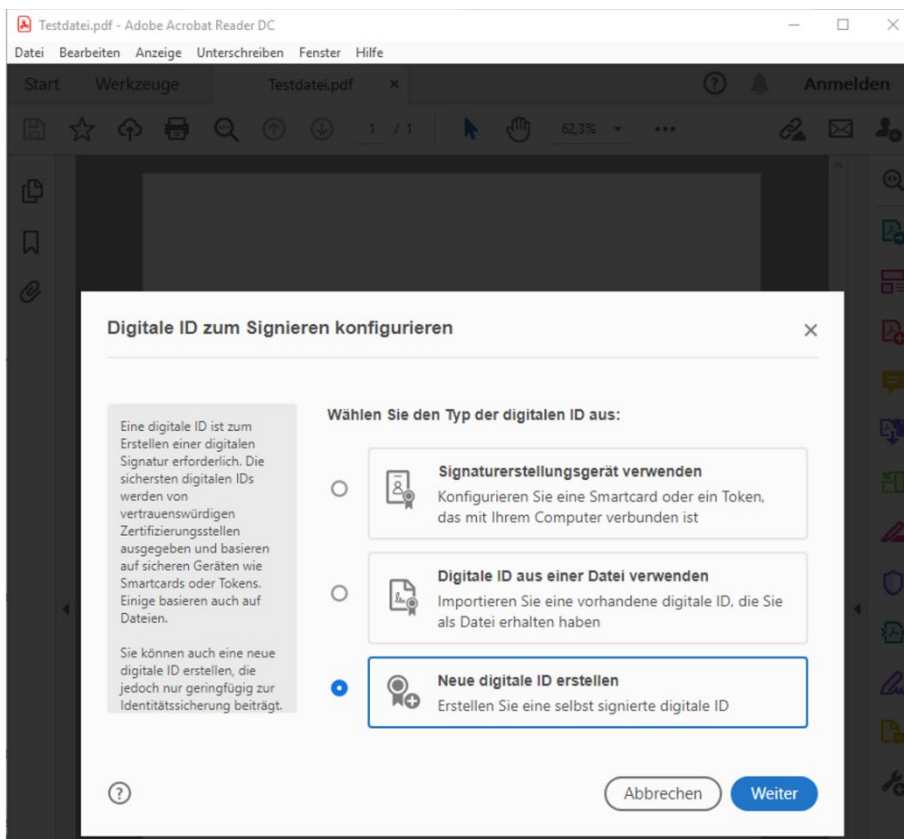 Testdatei.pdf - Adobe Acrobat Reader DC
Datei Bearbeiten Anzeige Unterschreiben Fenster Hilfe
Start Werkzeuge Testdatei.pdf × Anmelden
1 / 1 62,3%
Digitale ID zum Signieren konfigurieren
Eine digitale ID ist zum
Erstellen einer digitalen
Signatur erforderlich. Die
sichersten digitalen IDs
werden von
vertrauenswürdigen
Zertifizierungsstellen
ausgegeben und basieren
auf sicheren Geräten wie
Smartcards oder Tokens.
Einige basieren auch auf
Dateien.
Sie können auch eine neue
digitale ID erstellen, die
jedoch nur geringfügig zur
Identitätssicherung beiträgt.
Wählen Sie den Typ der digitalen ID aus:
Signaturerstellungsgerät verwenden
Konfigurieren Sie eine Smartcard oder ein Token,
das mit Ihrem Computer verbunden ist
Digitale ID aus einer Datei verwenden
Importieren Sie eine vorhandene digitale ID, die Sie
als Datei erhalten haben
Neue digitale ID erstellen
Erstellen Sie eine selbst signierte digitale ID
Abbrechen Weiter